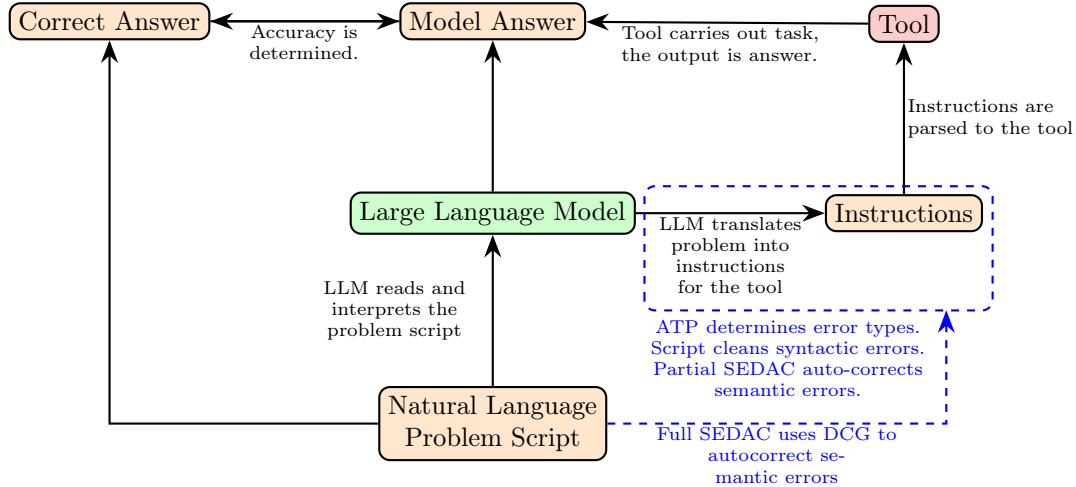 Correct Answer
Accuracy is
determined.
Model Answer
Tool carries out task,
the output is answer.
Tool
Instructions are
parsed to the tool
Large Language Model
LLM translates
problem into
instructions
for the tool
Instructions
LLM reads and
interprets the
problem script
ATP determines error types.
Script cleans syntactic errors.
Partial SEDAC auto-corrects
semantic errors.
Natural Language
Problem Script
Full SEDAC uses DCG to
autocorrect se-
mantic errors